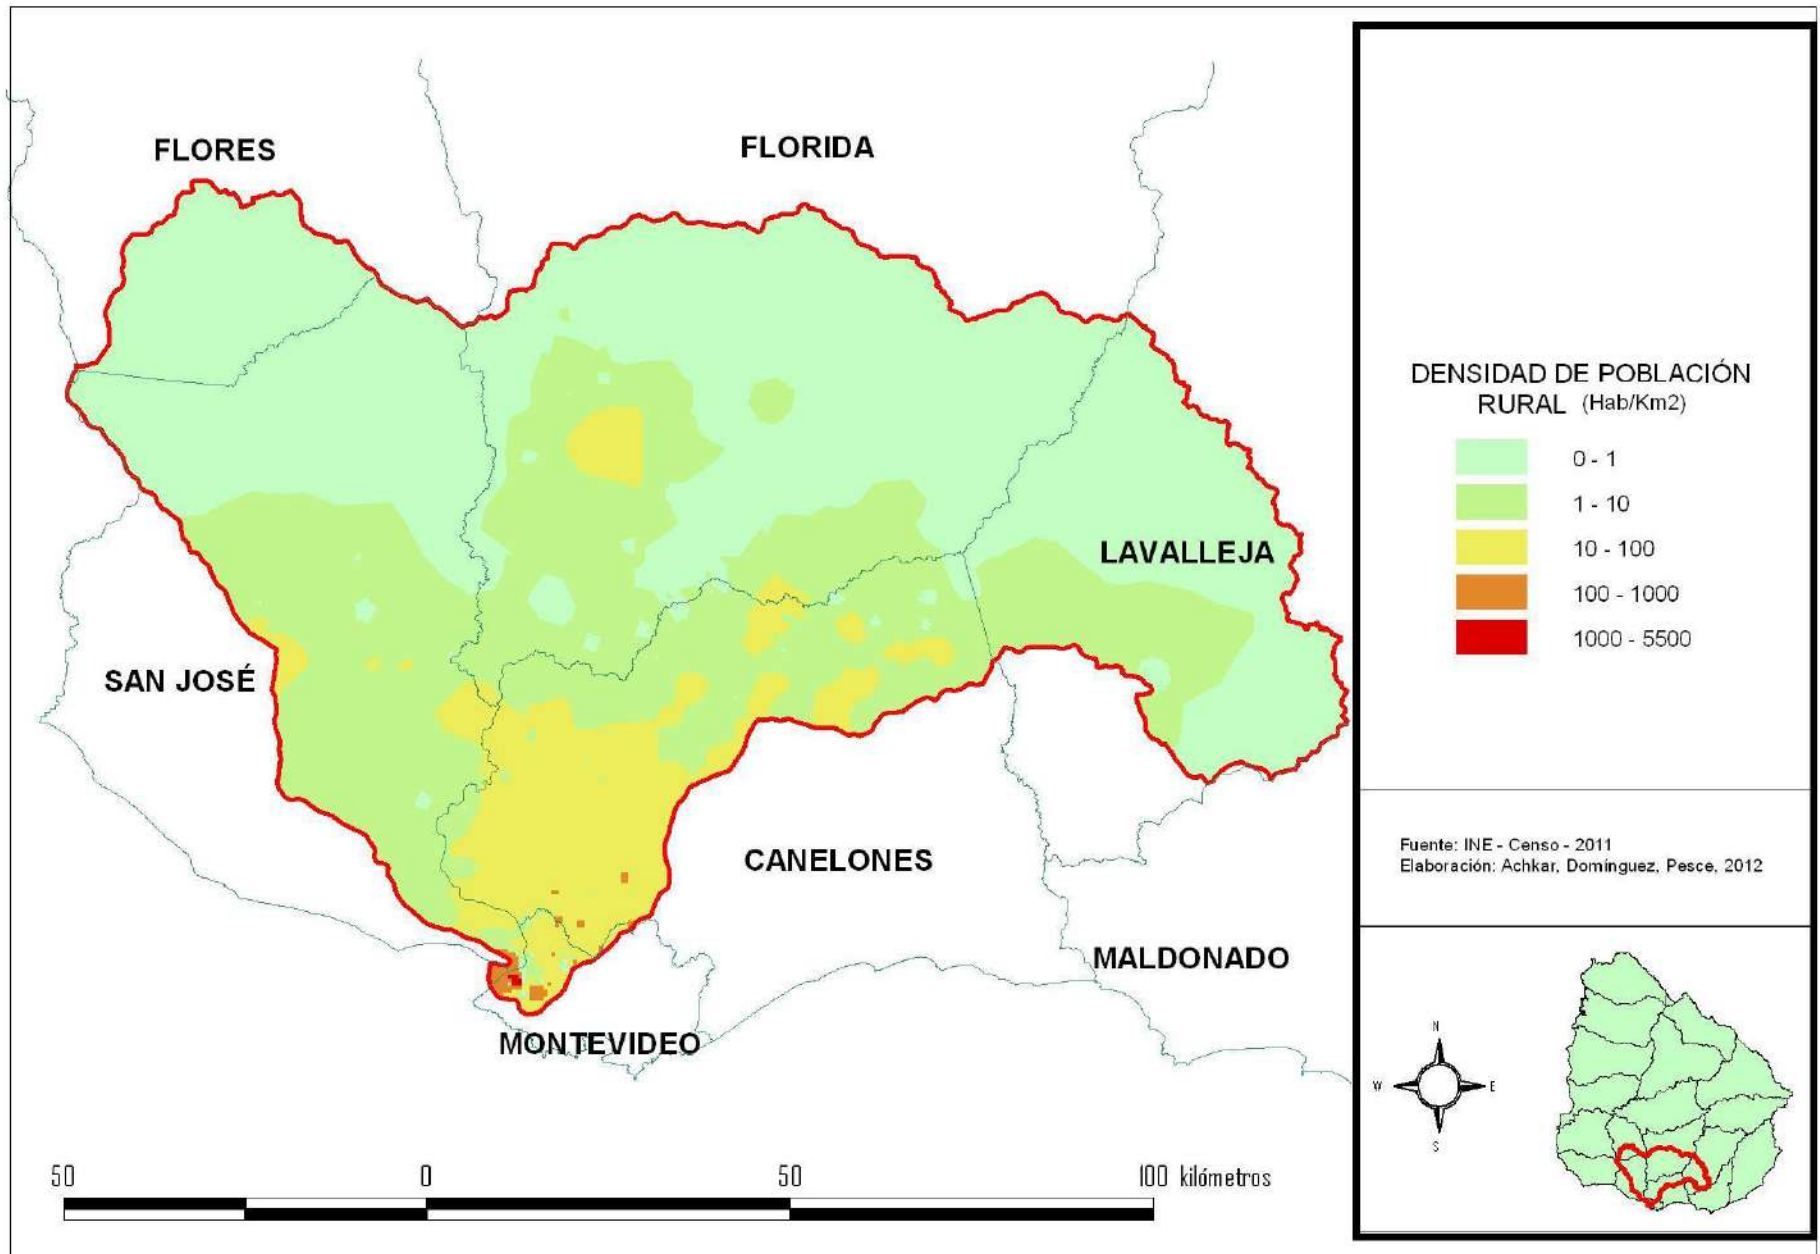 FLORES
FLORIDA
LAVALLEJA
SAN JOSÉ
CANELONES
MALDONADO
MONTEVIDEO
50 0 50 100 kilómetros
DENSIDAD DE POBLACIÓN
RURAL (Hab/Km2)
0 - 1
1 - 10
10 - 100
100 - 1000
1000 - 5500
Fuente: INE - Censo - 2011
Elaboración: Achkar, Domínguez, Pesce, 2012
N
W E
S